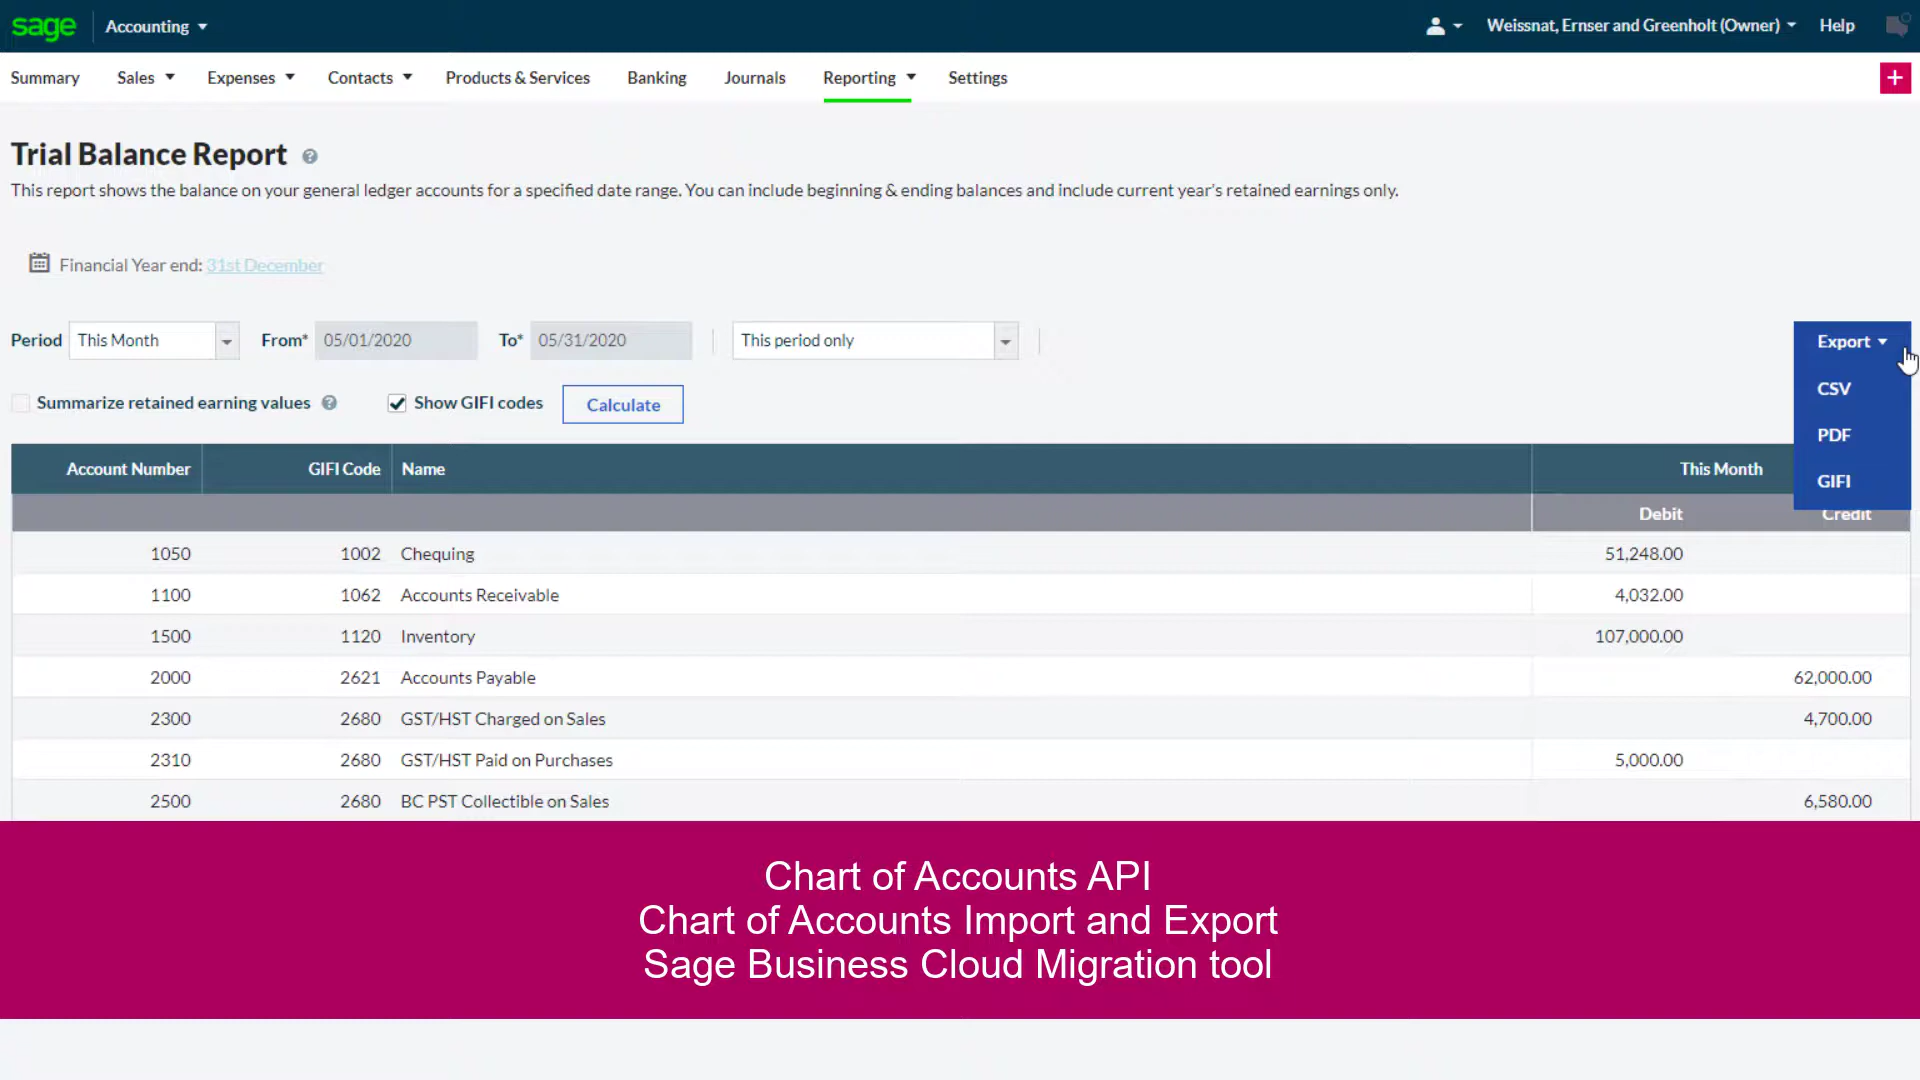 sage Accounting Weissnat, Ernser and Greenholt (Owner) Help
Summary Sales Expenses Contacts Products & Services Banking Journals Reporting Settings +
Trial Balance Report ?
This report shows the balance on your general ledger accounts for a specified date range. You can include beginning & ending balances and include current year's retained earnings only.
Financial Year end: 31st December
Period This Month From* 05/01/2020 To* 05/31/2020 This period only Export
CSV
PDF
GIFI
Summarize retained earning values ? Show GIFI codes Calculate
Account Number GIFI Code Name This Month
Debit Credit
1050 1002 Chequing 51,248.00
1100 1062 Accounts Receivable 4,032.00
1500 1120 Inventory 107,000.00
2000 2621 Accounts Payable 62,000.00
2300 2680 GST/HST Charged on Sales 4,700.00
2310 2680 GST/HST Paid on Purchases 5,000.00
2500 2680 BC PST Collectible on Sales 6,580.00
Chart of Accounts API
Chart of Accounts Import and Export
Sage Business Cloud Migration tool